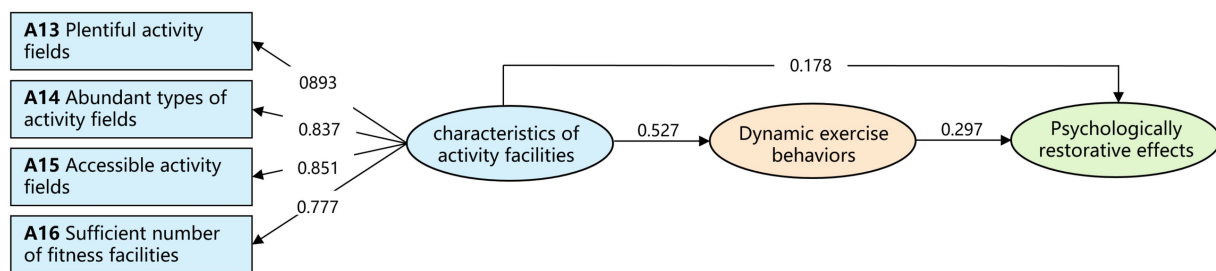 A13 Plentiful activity
fields
A14 Abundant types of
activity fields
A15 Accessible activity
fields
A16 Sufficient number
of fitness facilities
0893
0.837
0.851
0.777
characteristics of
activity facilities
0.178
0.527
Dynamic exercise
behaviors
0.297
Psychologically
restorative effects